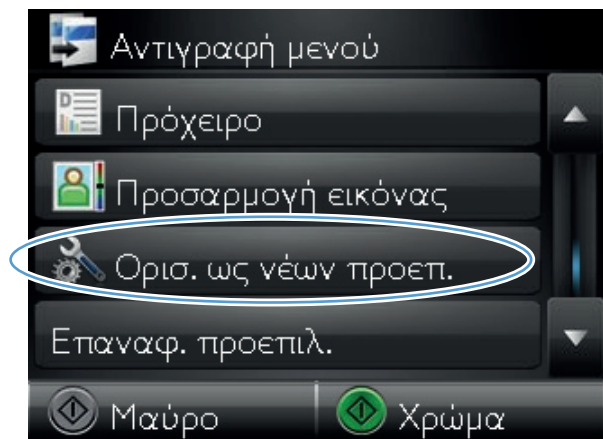 Αντιγραφή μενού
Πρόχειρο
Προσαρμογή εικόνας
Ορισ. ως νέων προεπ.
Επαναφ. προεπιλ.
Μαύρο Χρώμα